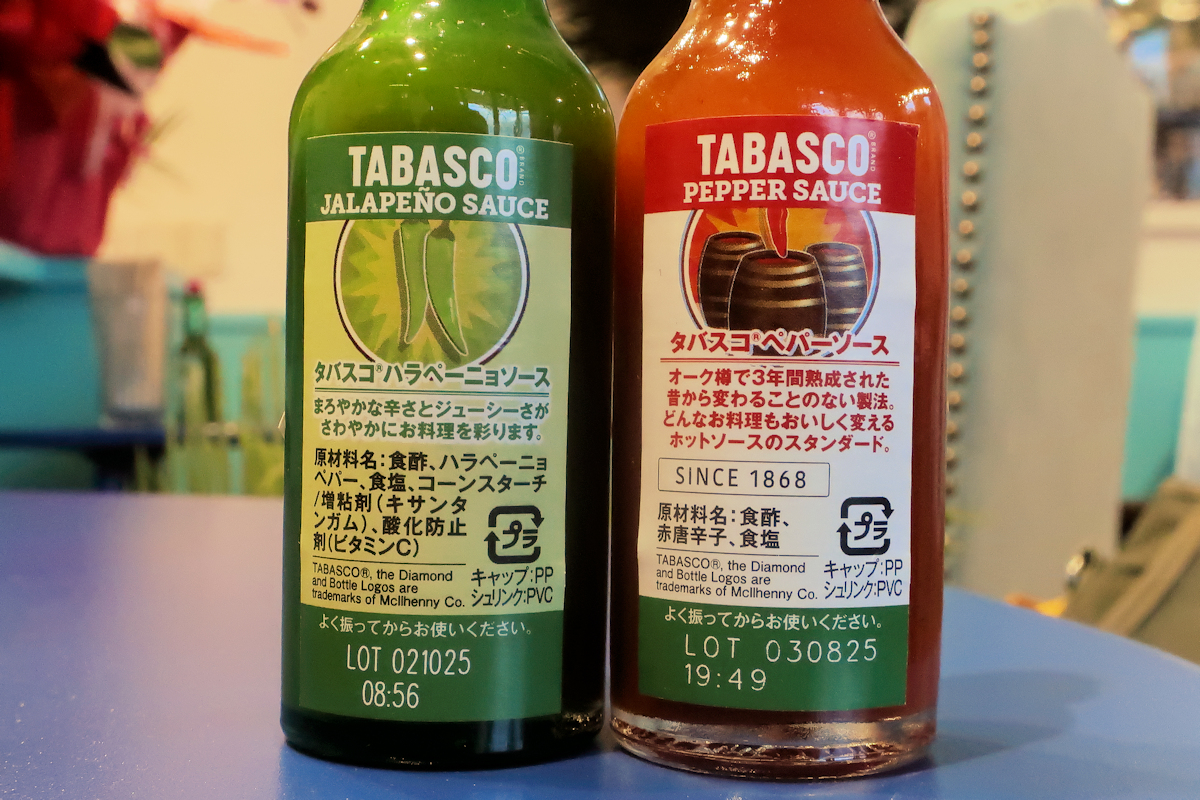 TABASCO® BRAND
JALAPEÑO SAUCE
タバスコ®ハラペーニョソース
まろやかな辛さとジューシーさが
さわやかにお料理を彩ります。
原材料名：食酢、ハラペーニョ
ペパー、食塩、コーンスターチ
/増粘剤（キサンタ
ンガム）、酸化防止
剤（ビタミンC）
プラ
TABASCO®, the Diamond
and Bottle Logos are
trademarks of McIlhenny Co.
キャップ:PP
シュリンク:PVC
よく振ってからお使いください。
LOT 021025
08:56
TABASCO® BRAND
PEPPER SAUCE
タバスコ®ペパーソース
オーク樽で3年間熟成された
昔から変わることのない製法。
どんなお料理もおいしく変える
ホットソースのスタンダード。
SINCE 1868
原材料名：食酢、
赤唐辛子、食塩
プラ
TABASCO®, the Diamond
and Bottle Logos are
trademarks of McIlhenny Co.
キャップ:PP
シュリンク:PVC
よく振ってからお使いください。
LOT 030825
19:49